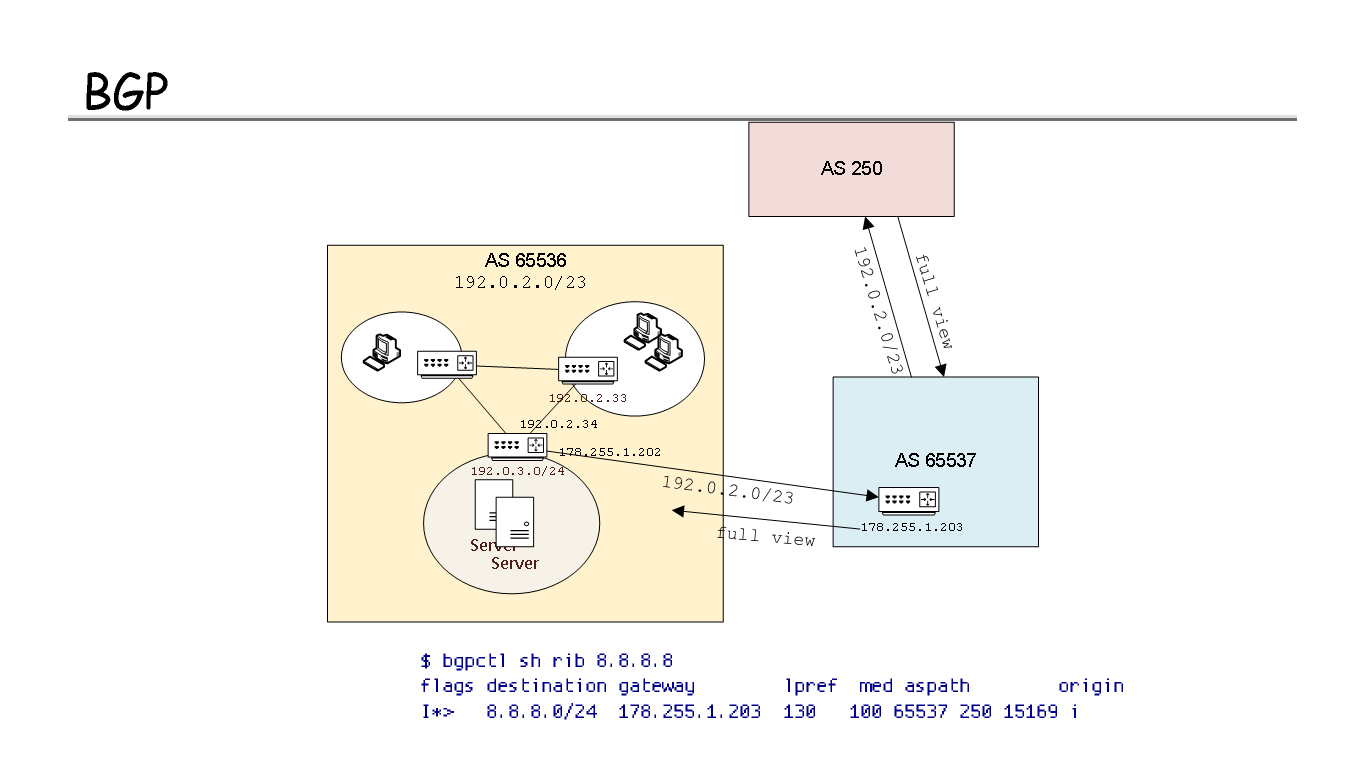 BGP
AS 250
AS 65536
192.0.2.0/23
192.0.2.0/23
full view
192.0.2.33
192.0.2.34
178.255.1.202
192.0.3.0/24
AS 65537
192.0.2.0/23
178.255.1.203
full view
Server
Server
$ bgpctl sh rib 8.8.8.8
flags destination gateway lpref med aspath origin
I*> 8.8.8.0/24 178.255.1.203 130 100 65537 250 15169 i